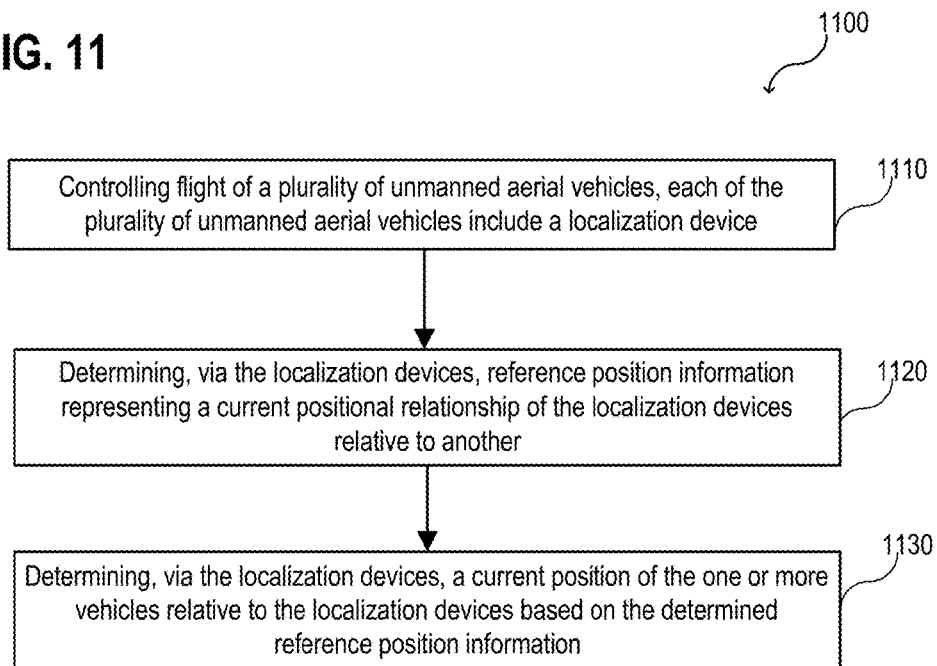 IG. 11
1100
Controlling flight of a plurality of unmanned aerial vehicles, each of the
plurality of unmanned aerial vehicles include a localization device
1110
Determining, via the localization devices, reference position information
representing a current positional relationship of the localization devices
relative to another
1120
Determining, via the localization devices, a current position of the one or more
vehicles relative to the localization devices based on the determined
reference position information
1130